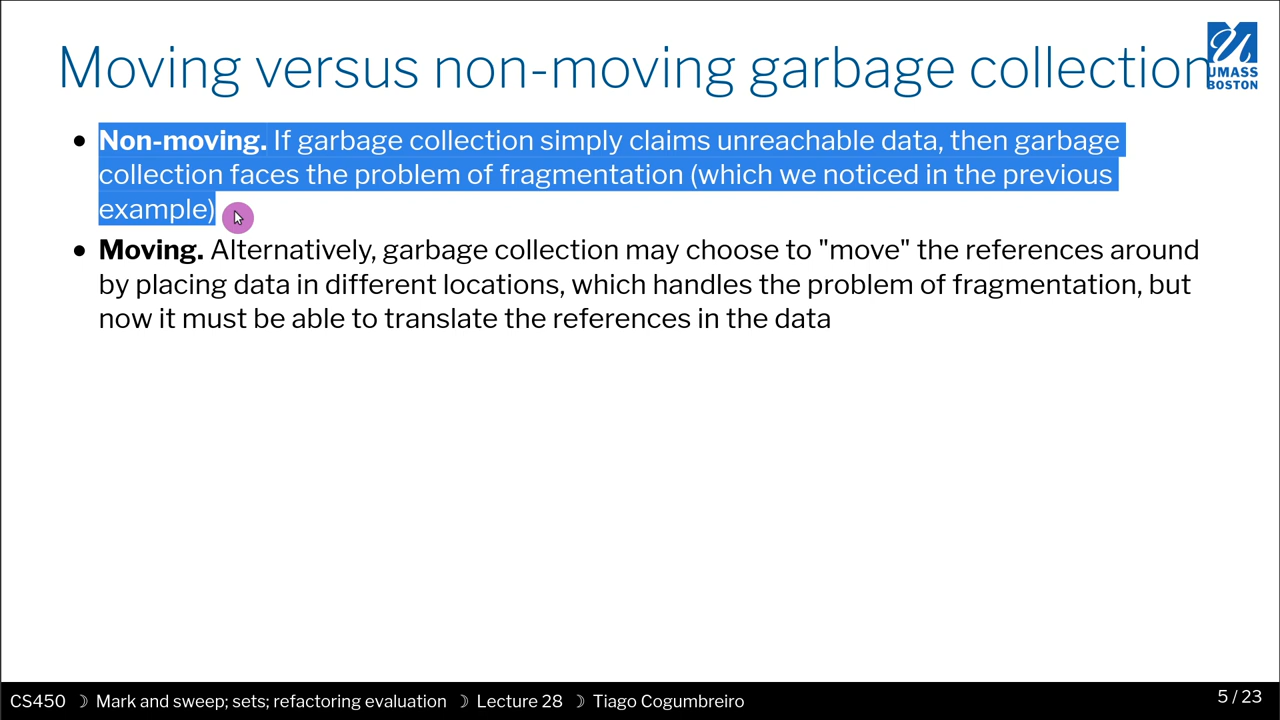 Moving versus non-moving garbage collection
UMASS
BOSTON
• Non-moving. If garbage collection simply claims unreachable data, then garbage
collection faces the problem of fragmentation (which we noticed in the previous
example)
• Moving. Alternatively, garbage collection may choose to "move" the references around
by placing data in different locations, which handles the problem of fragmentation, but
now it must be able to translate the references in the data
CS450 ☽ Mark and sweep; sets; refactoring evaluation ☽ Lecture 28 ☽ Tiago Cogumbreiro
5 / 23